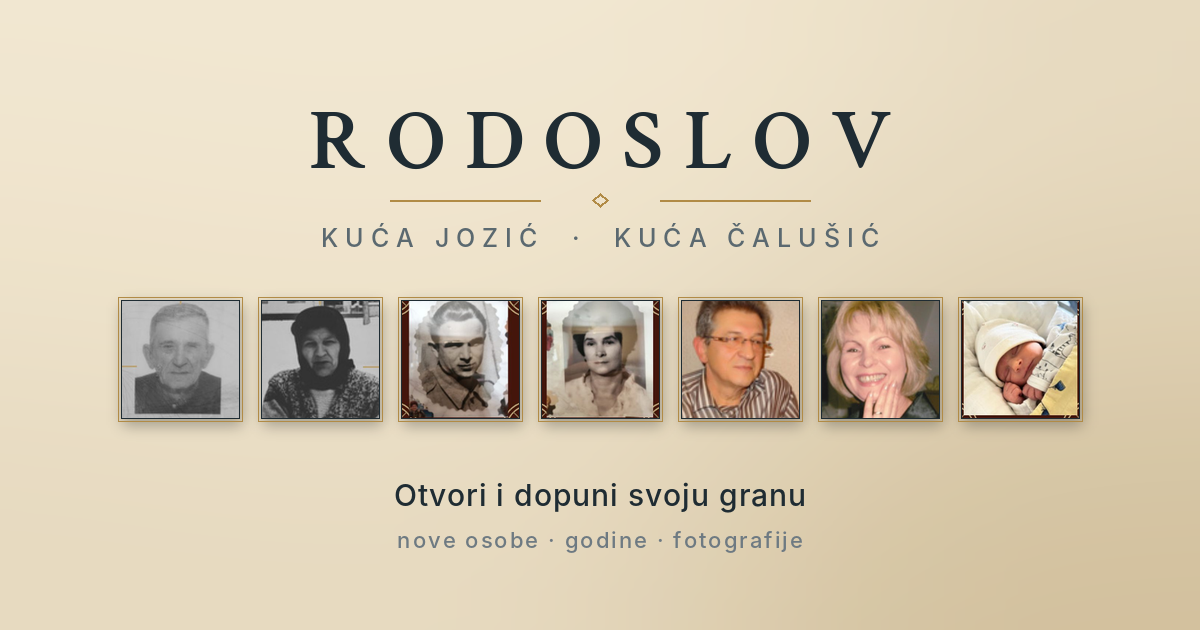 RODOSLOV
KUĆA JOZIĆ · KUĆA ČALUŠIĆ
Otvori i dopuni svoju granu
nove osobe · godine · fotografije